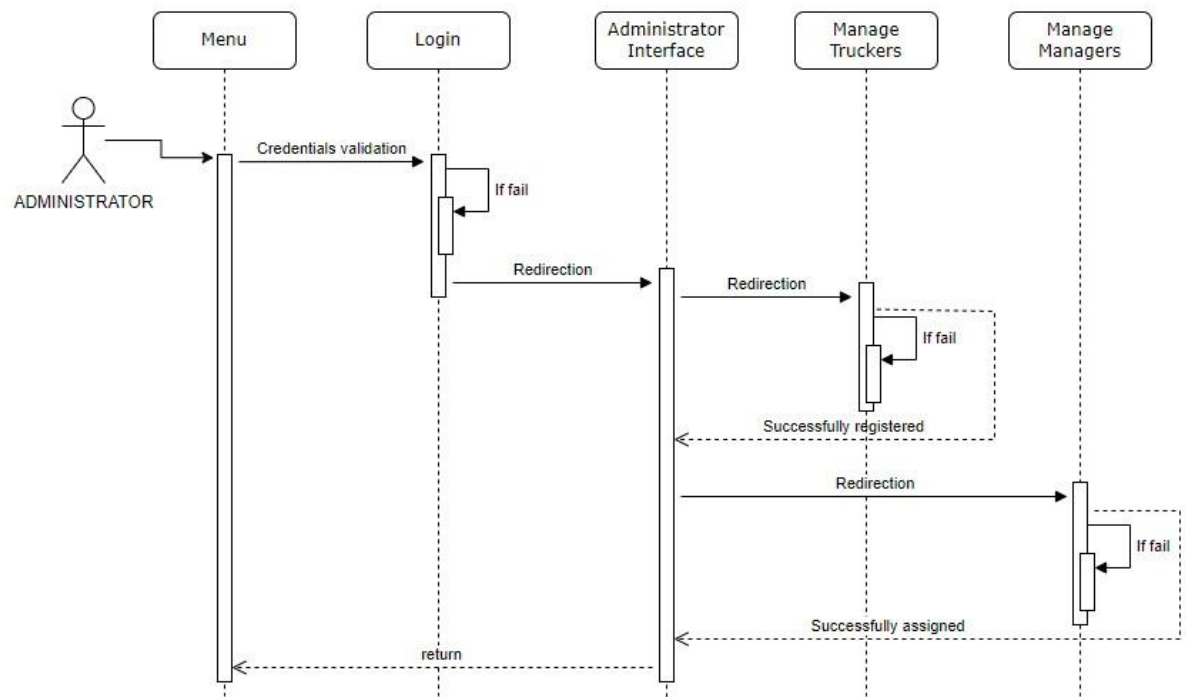 Menu
Login
Administrator
Interface
Manage
Truckers
Manage
Managers
ADMINISTRATOR
Credentials validation
If fail
Redirection
Redirection
If fail
Successfully registered
Redirection
If fail
Successfully assigned
return